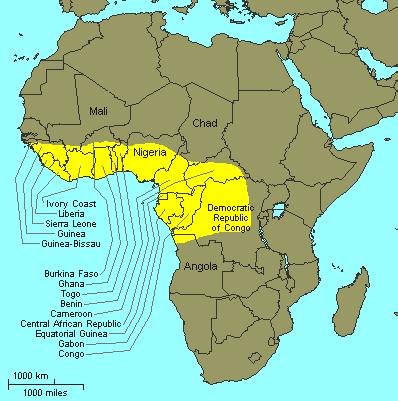 Mali
Chad
Nigeria
Ivory Coast
Liberia
Sierra Leone
Guinea
Guinea-Bissau
Democratic
Republic
of Congo
Angola
Burkina Faso
Ghana
Togo
Benin
Cameroon
Central African Republic
Equatorial Guinea
Gabon
Congo
1000 km
1000 miles